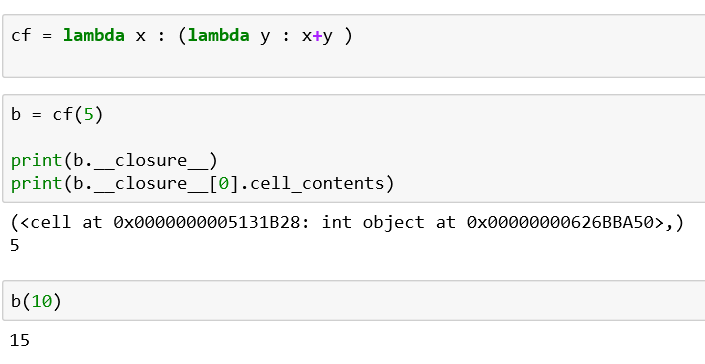 cf = lambda x : (lambda y : x+y )
b = cf(5)
print(b.__closure__)
print(b.__closure__[0].cell_contents)
(<cell at 0x0000000005131B28: int object at 0x00000000626BBA50>,)
5
b(10)
15